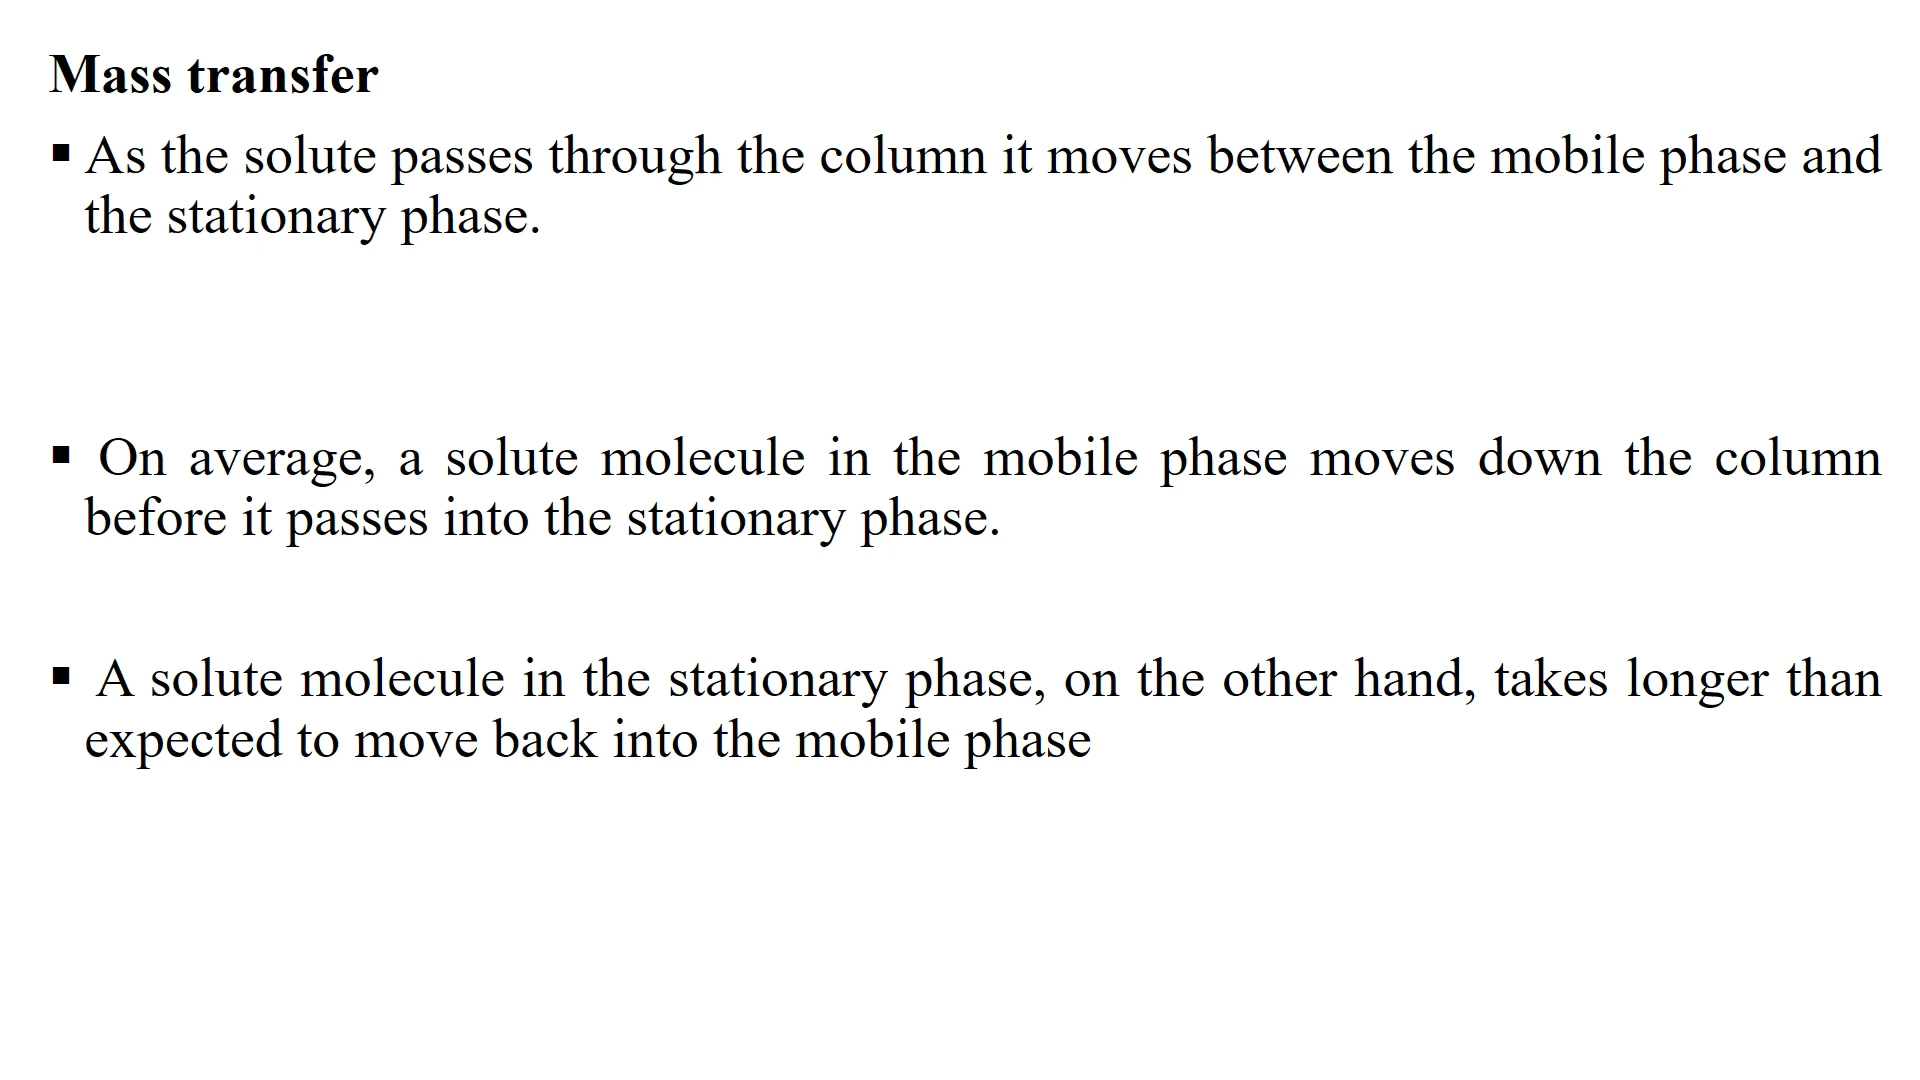 Mass transfer
▪ As the solute passes through the column it moves between the mobile phase and
the stationary phase.
▪ On average, a solute molecule in the mobile phase moves down the column
before it passes into the stationary phase.
▪ A solute molecule in the stationary phase, on the other hand, takes longer than
expected to move back into the mobile phase